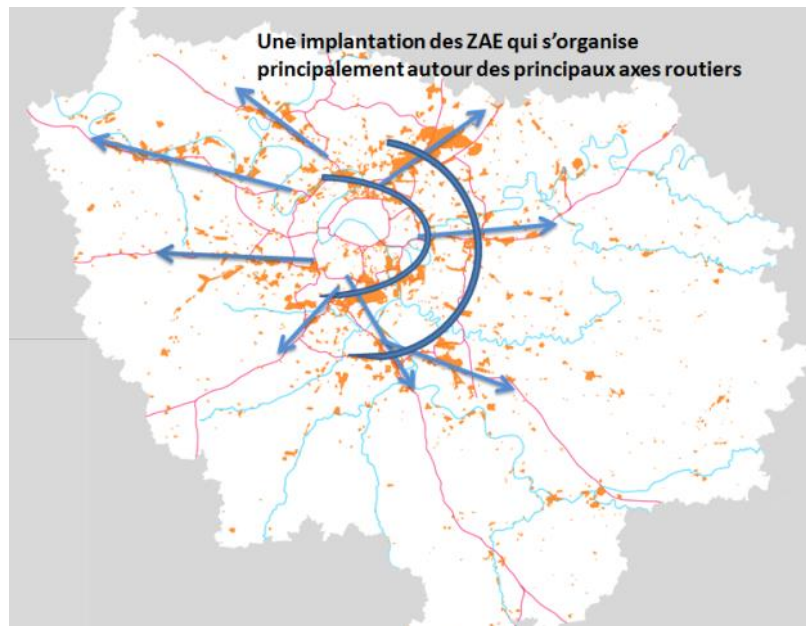 Une implantation des ZAE qui s’organise
principalement autour des principaux axes routiers